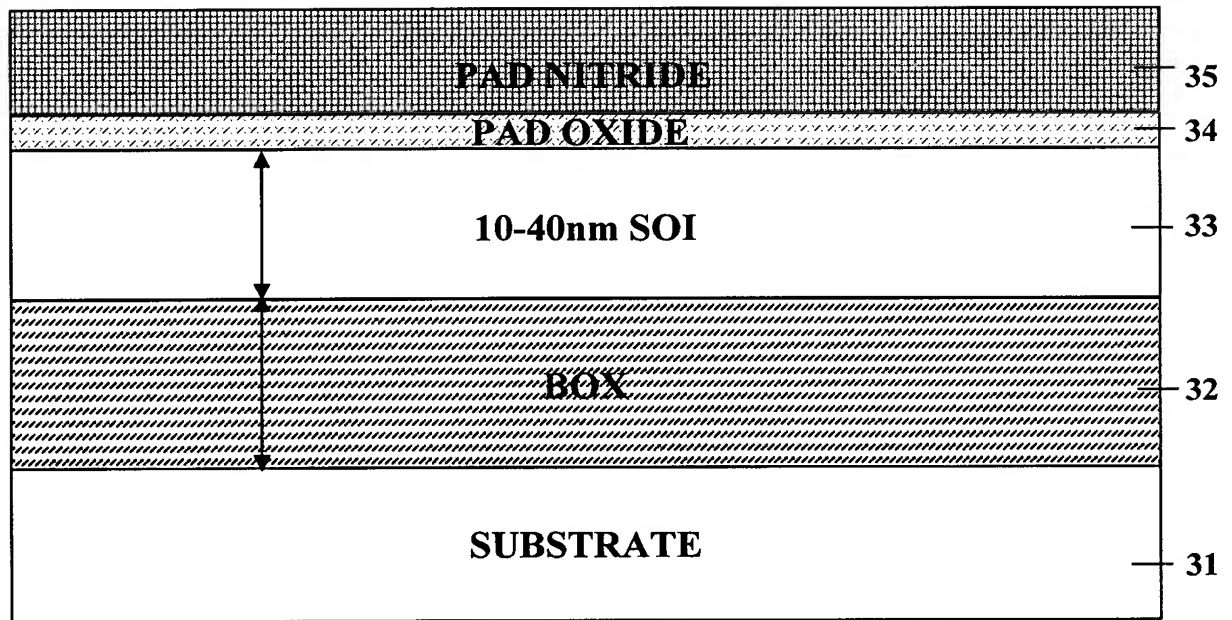 PAD NITRIDE 35
PAD OXIDE 34
10-40nm SOI 33
BOX 32
SUBSTRATE 31